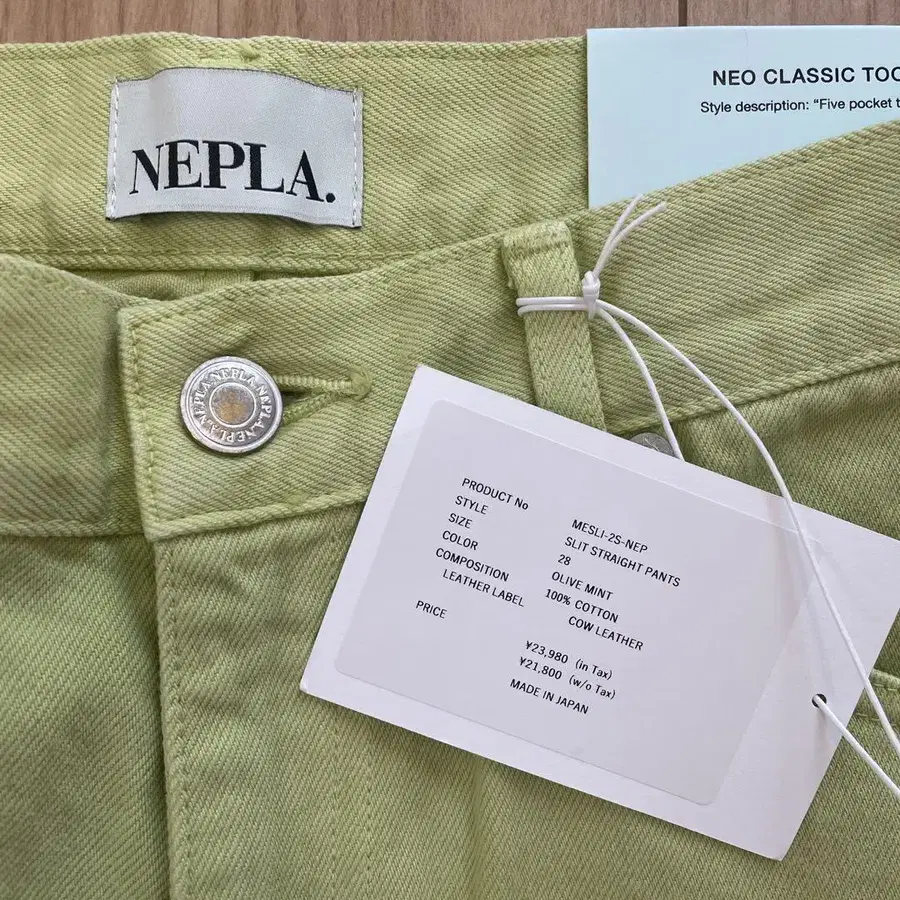 NEPLA.
NEO CLASSIC TOO
Style description: “Five pocket t
NEPLA.NEPLA.NEPLA.NEPLA.
PRODUCT No MESLI-2S-NEP
STYLE SLIT STRAIGHT PANTS
SIZE 28
COLOR OLIVE MINT
COMPOSITION 100% COTTON
LEATHER LABEL COW LEATHER
PRICE ¥23,980 (in Tax)
¥21,800 (w/o Tax)
MADE IN JAPAN